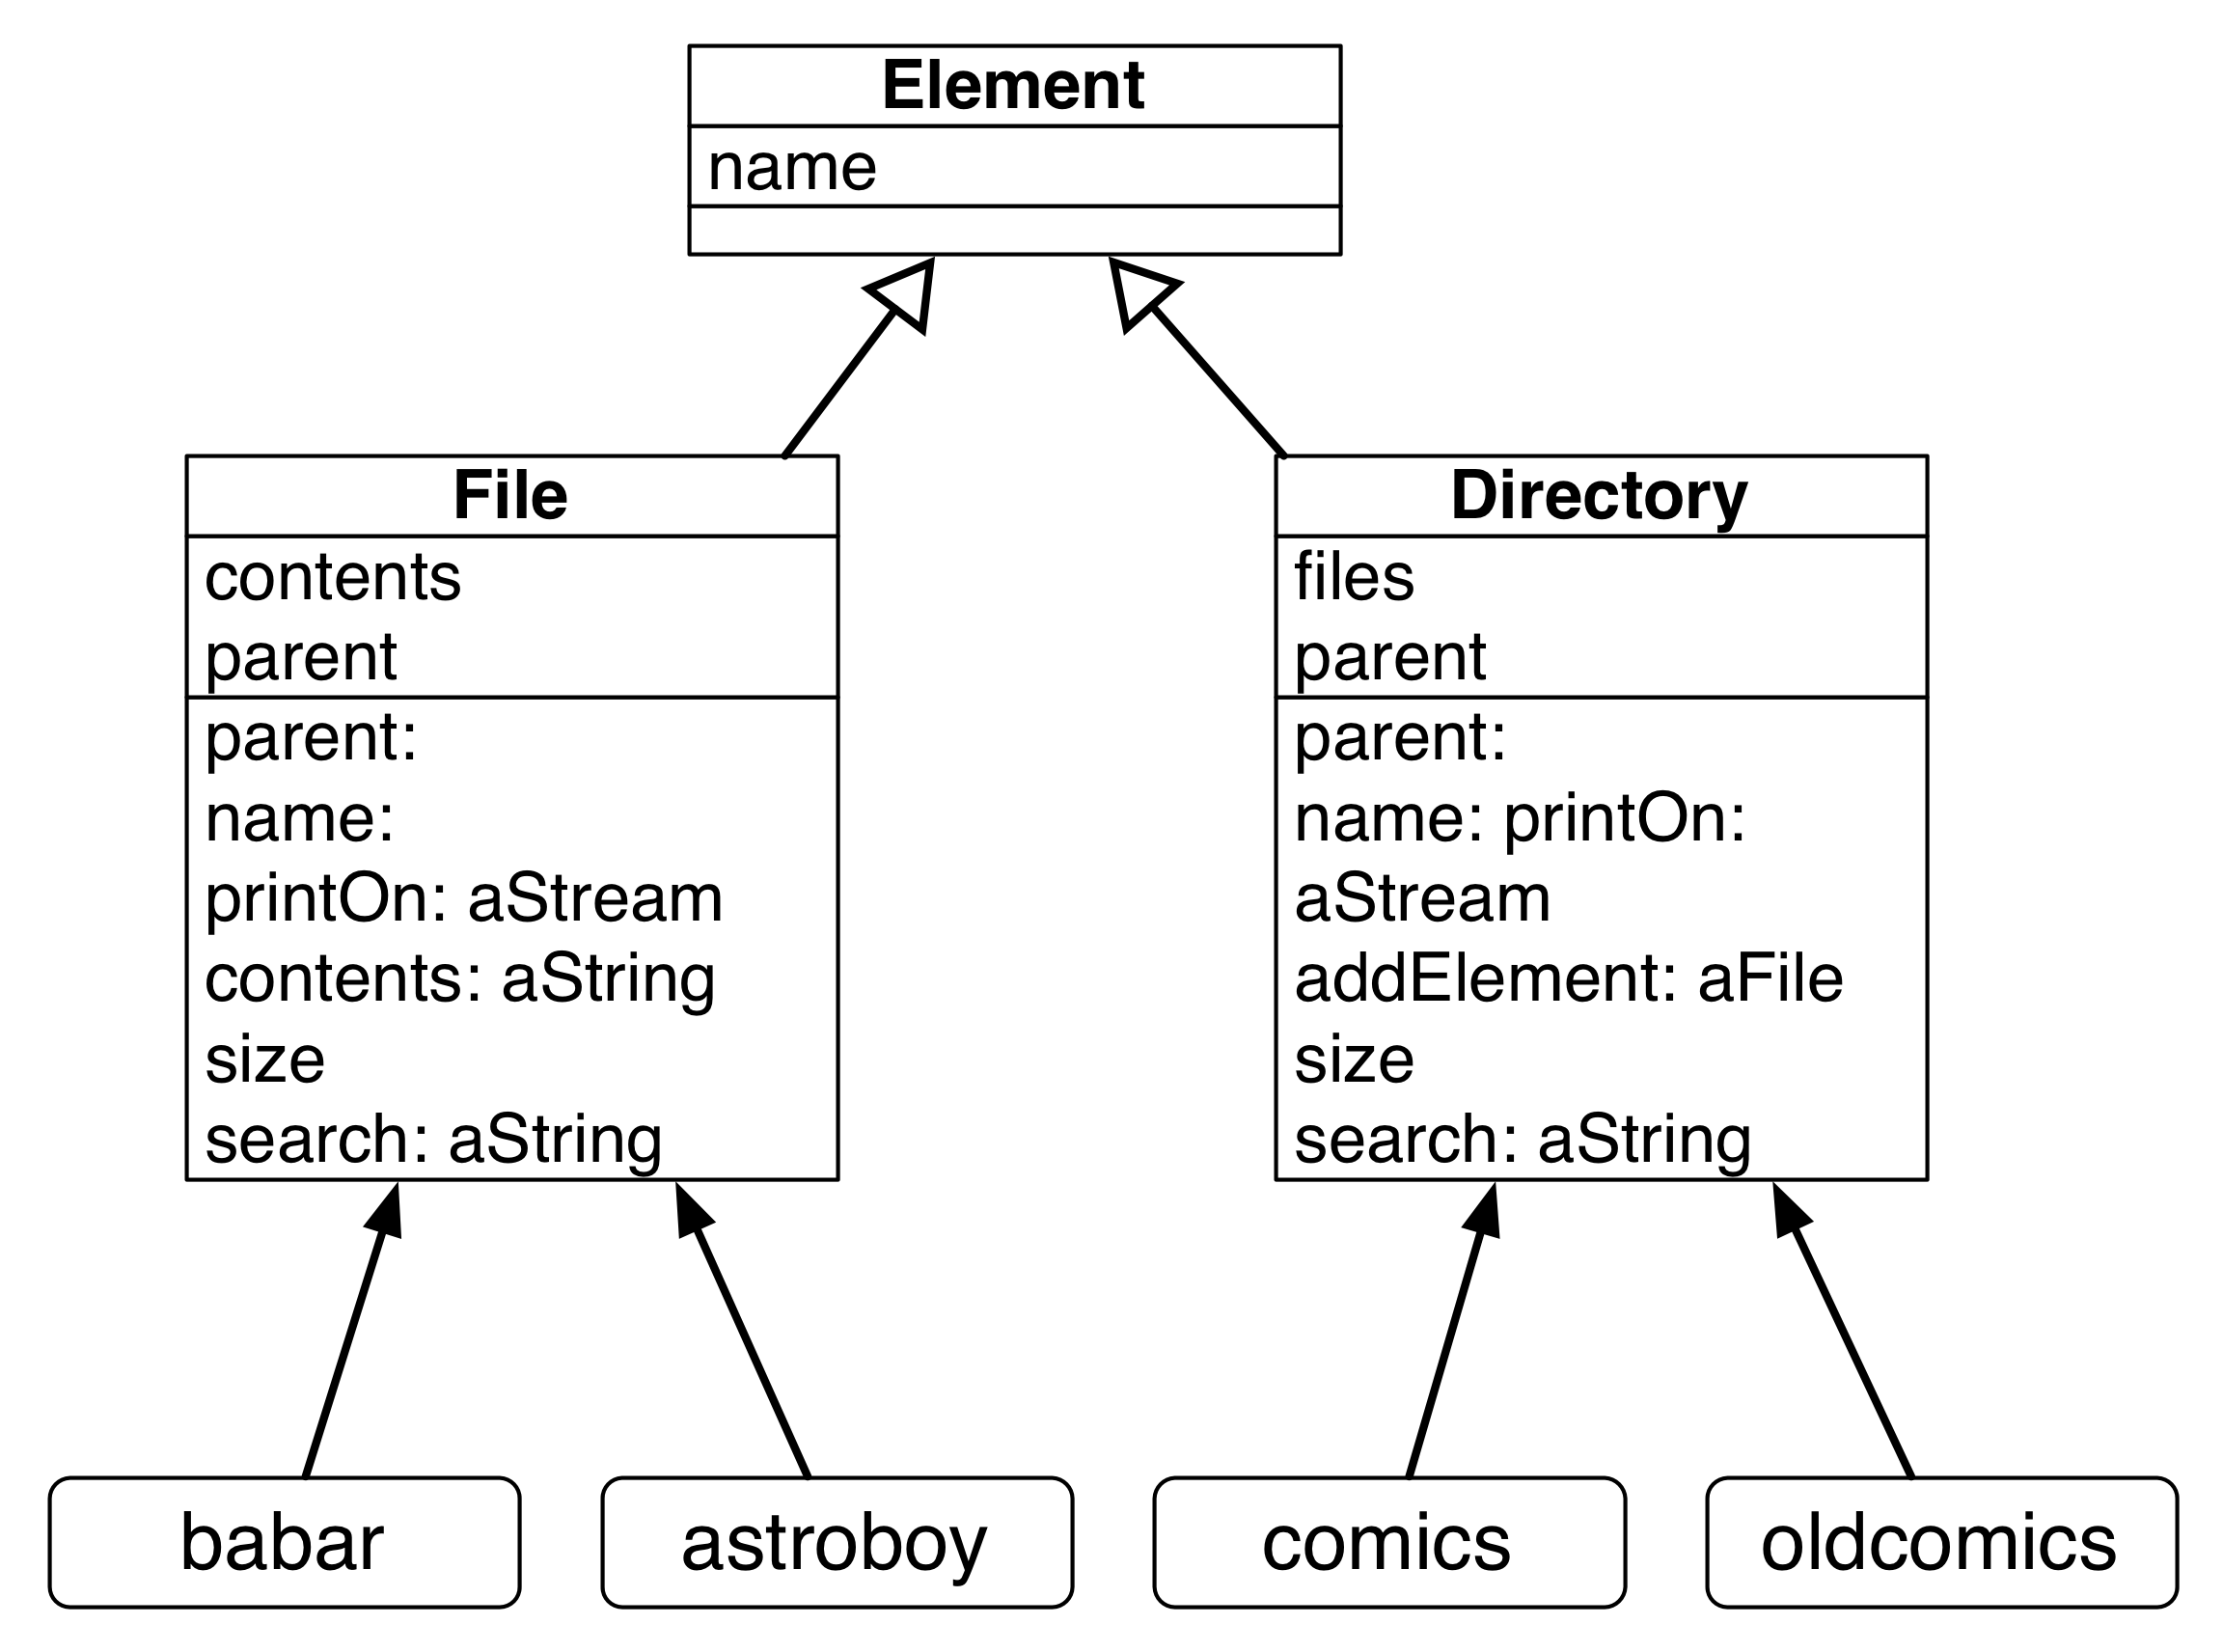 Element
name
File
contents
parent
parent:
name:
printOn: aStream
contents: aString
size
search: aString
Directory
files
parent
parent:
name: printOn:
aStream
addElement: aFile
size
search: aString
babar
astroboy
comics
oldcomics